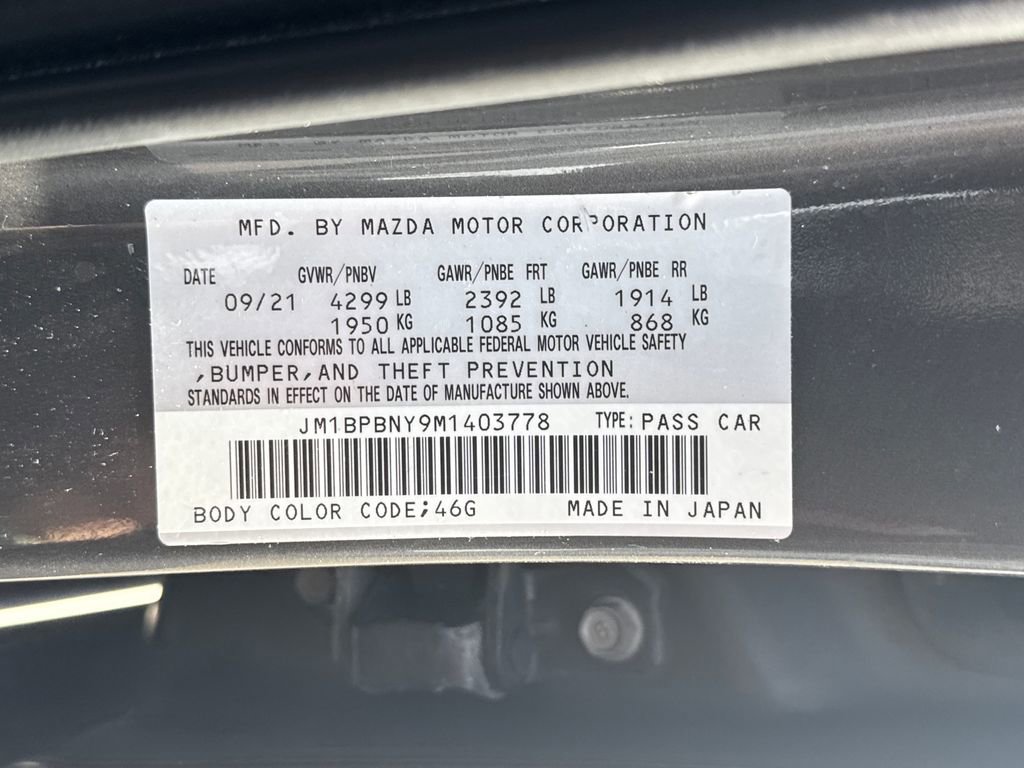 MFD. BY MAZDA MOTOR CORPORATION
DATE GVWR/PNBV GAWR/PNBE FRT GAWR/PNBE RR
09/21 4299 LB 2392 LB 1914 LB
1950 KG 1085 KG 868 KG
THIS VEHICLE CONFORMS TO ALL APPLICABLE FEDERAL MOTOR VEHICLE SAFETY
,BUMPER,AND THEFT PREVENTION
STANDARDS IN EFFECT ON THE DATE OF MANUFACTURE SHOWN ABOVE.
JM1BPBNY9M1403778 TYPE: PASS CAR
BODY COLOR CODE;46G MADE IN JAPAN